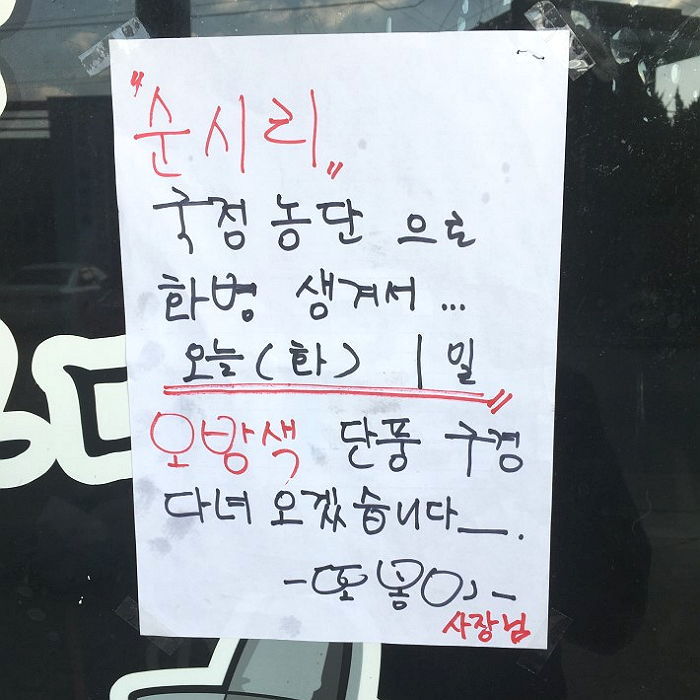 "순시리"
국정농단 으로
화병 생겨서...
오늘(화) 1일
오방색 단풍 구경
다녀 오겠습니다__.
-또봉이-
사장님